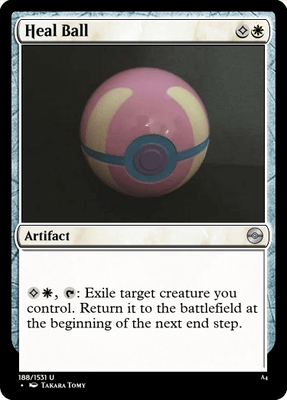 Heal Ball
Artifact
, : Exile target creature you
control. Return it to the battlefield at
the beginning of the next end step.
188/1531 U
A4
• TAKARA TOMY